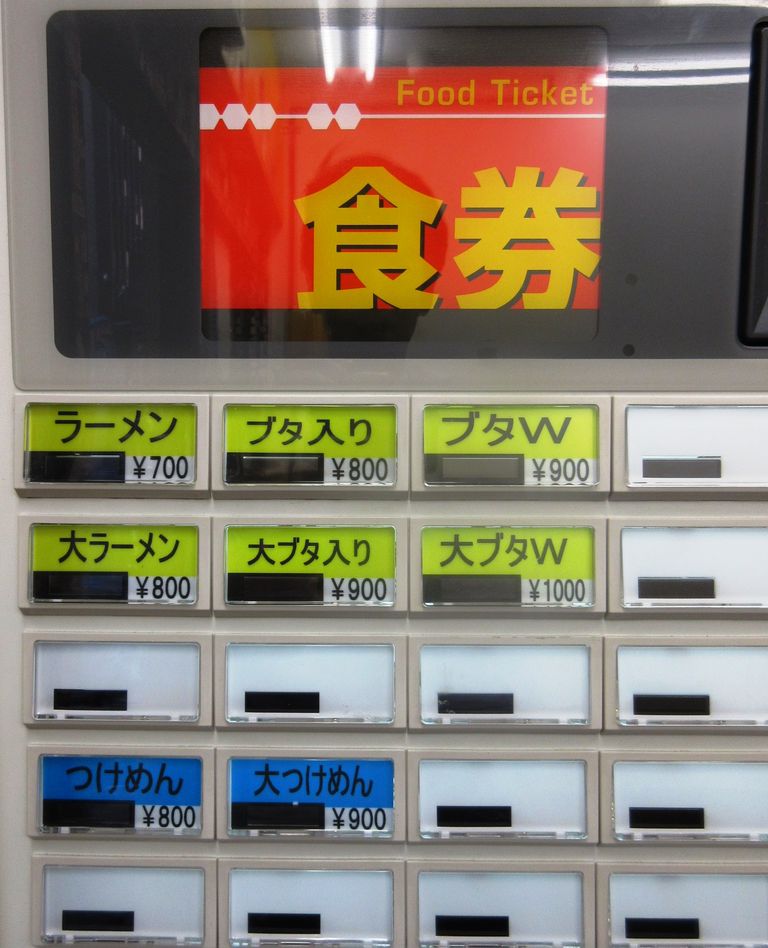 Food Ticket
食券
ラーメン
¥700
ブタ入り
¥800
ブタW
¥900
大ラーメン
¥800
大ブタ入り
¥900
大ブタW
¥1000
つけめん
¥800
大つけめん
¥900